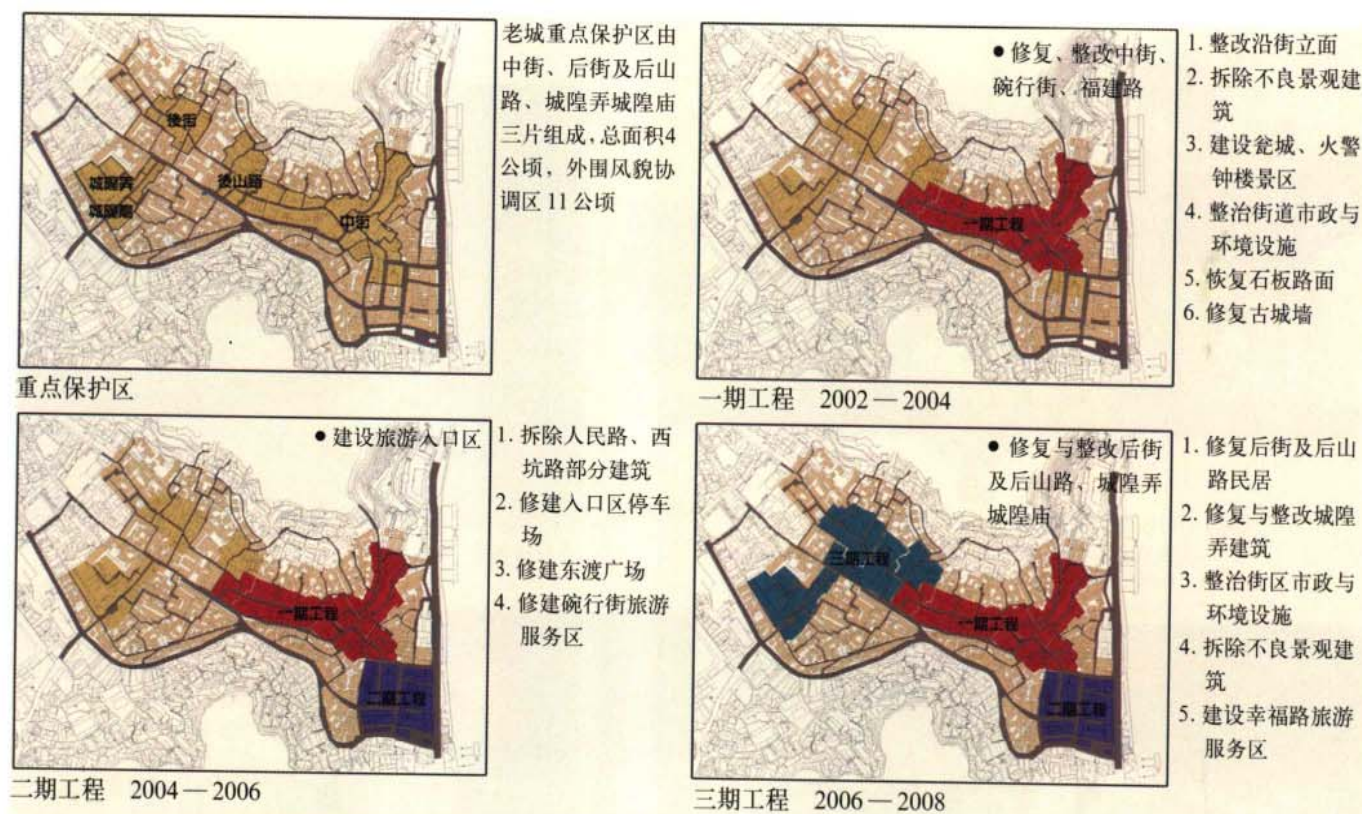 後街
城隍弄
城隍廟
後山路
中街
老城重点保护区由
中街、后街及后山
路、城隍弄城隍庙
三片组成，总面积4
公顷，外围风貌协
调区 11 公顷
重点保护区
● 修复、整改中街、
碗行街、福建路
一期工程
1. 整改沿街立面
2. 拆除不良景观建
筑
3. 建设瓮城、火警
钟楼景区
4. 整治街道市政与
环境设施
5. 恢复石板路面
6. 修复古城墙
一期工程 2002—2004
● 建设旅游入口区
一期工程
二期工程
1. 拆除人民路、西
坑路部分建筑
2. 修建入口区停车
场
3. 修建东渡广场
4. 修建碗行街旅游
服务区
二期工程 2004—2006
● 修复与整改后街
及后山路、城隍弄
城隍庙
三期工程
一期工程
二期工程
1. 修复后街及后山
路民居
2. 修复与整改城隍
弄建筑
3. 整治街区市政与
环境设施
4. 拆除不良景观建
筑
5. 建设幸福路旅游
服务区
三期工程 2006—2008